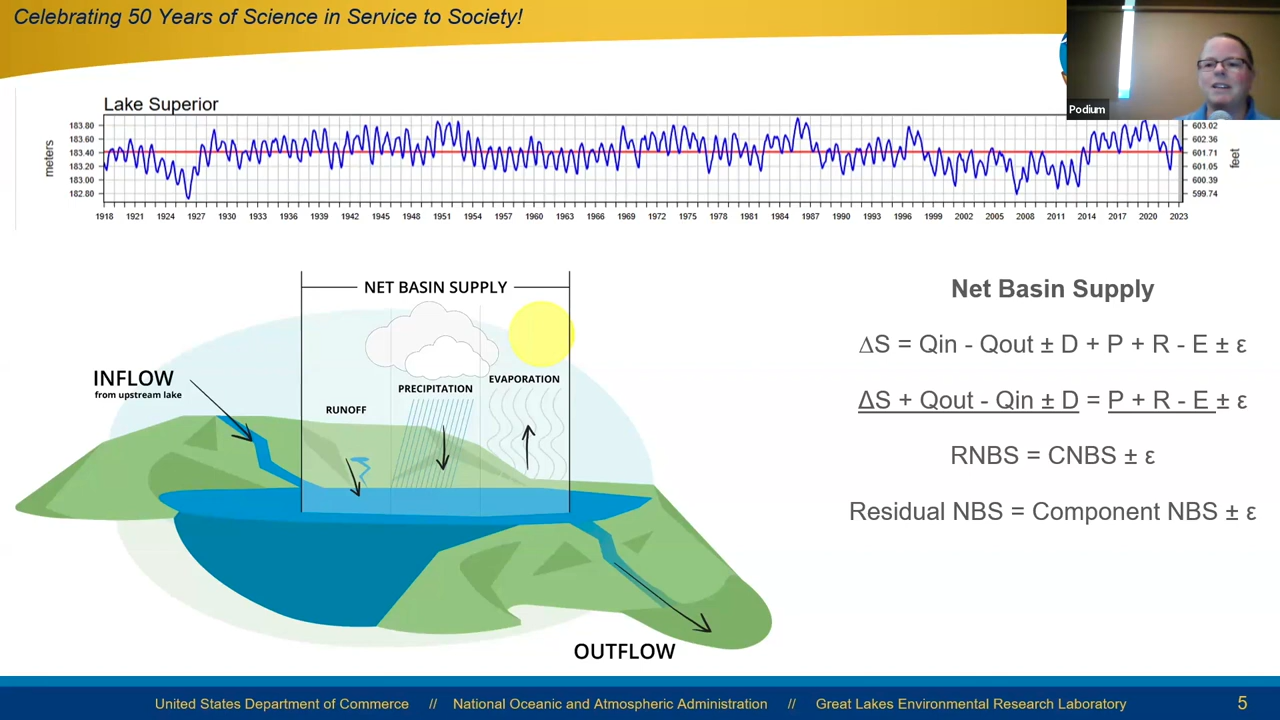 Celebrating 50 Years of Science in Service to Society!
Podium
Lake Superior
meters
183.80
183.60
183.40
183.20
183.00
182.80
603.02
602.36
601.71
601.05
600.39
599.74
feet
1918 1921 1924 1927 1930 1933 1936 1939 1942 1945 1948 1951 1954 1957 1960 1963 1966 1969 1972 1975 1978 1981 1984 1987 1990 1993 1996 1999 2002 2005 2008 2011 2014 2017 2020 2023
NET BASIN SUPPLY
INFLOW
from upstream lake
RUNOFF
PRECIPITATION
EVAPORATION
OUTFLOW
Net Basin Supply
ΔS = Qin - Qout ± D + P + R - E ± ε
ΔS + Qout - Qin ± D = P + R - E ± ε
RNBS = CNBS ± ε
Residual NBS = Component NBS ± ε
United States Department of Commerce // National Oceanic and Atmospheric Administration // Great Lakes Environmental Research Laboratory
5